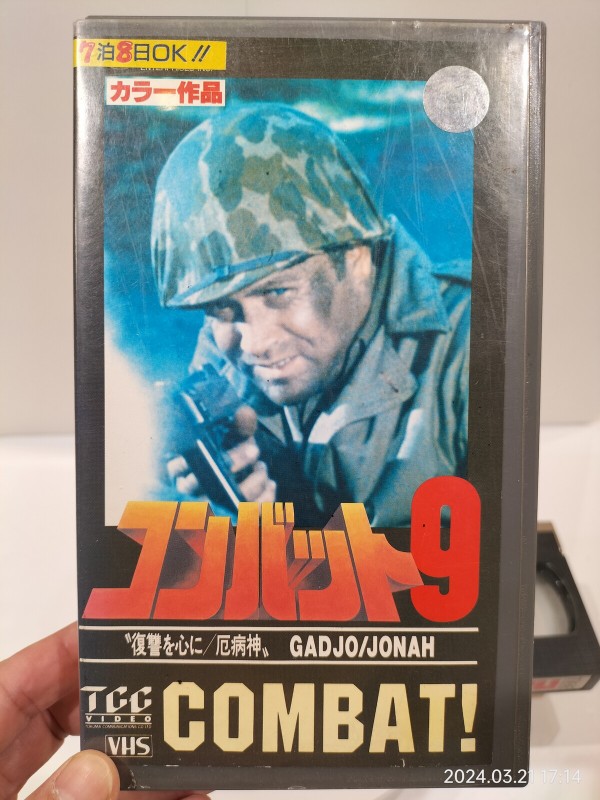 7泊8日OK!!
カラー作品
コンバット9
〝復讐を心に/厄病神〟 GADJO/JONAH
TCC
VIDEO
VHS
COMBAT!
2024.03.21 17:14